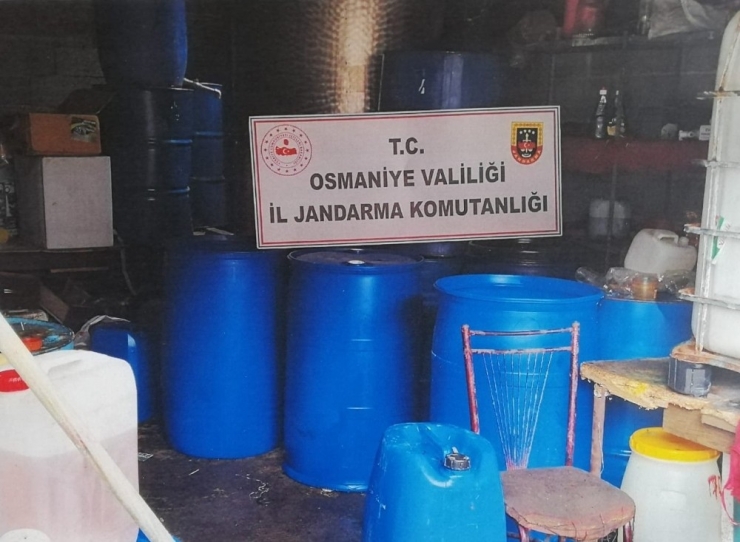 T.C.
OSMANİYE VALİLİĞİ
İL JANDARMA KOMUTANLIĞI